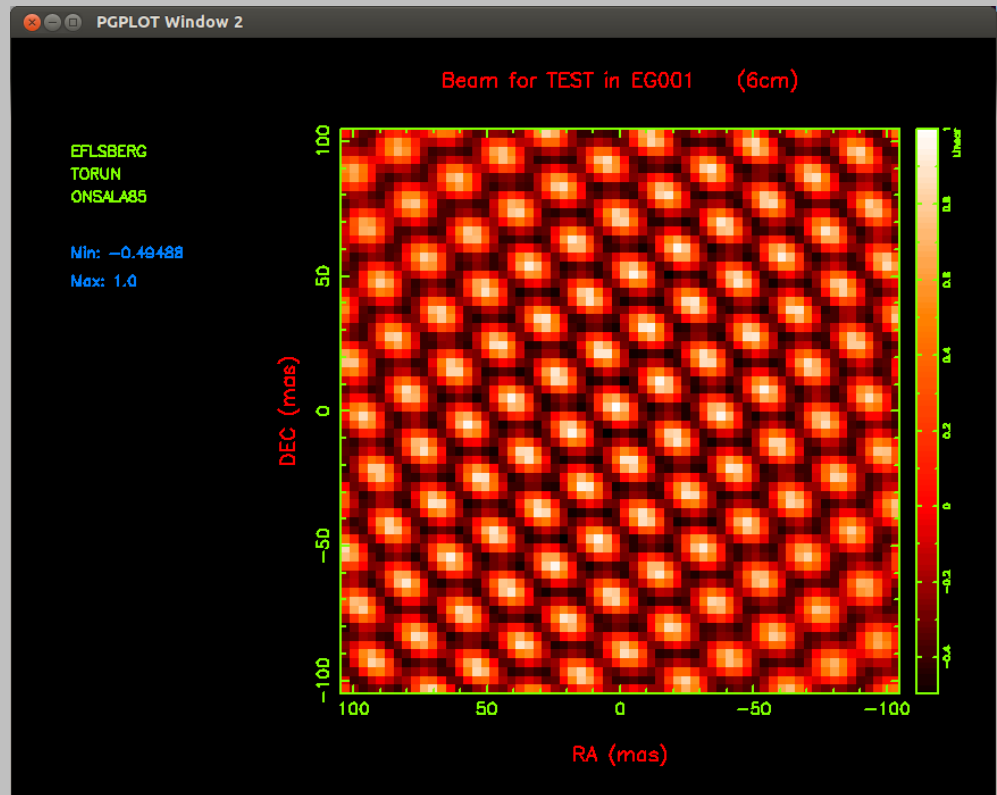 PGPLOT Window 2
Beam for TEST in EG001 (6cm)
EFLSBERG
TORUN
ONSALA85
Min: -0.49488
Max: 1.0
DEC (mas)
100
50
0
-50
-100
100 50 0 -50 -100
RA (mas)
Linear
1
0.8
0.6
0.4
0.2
0
-0.2
-0.4